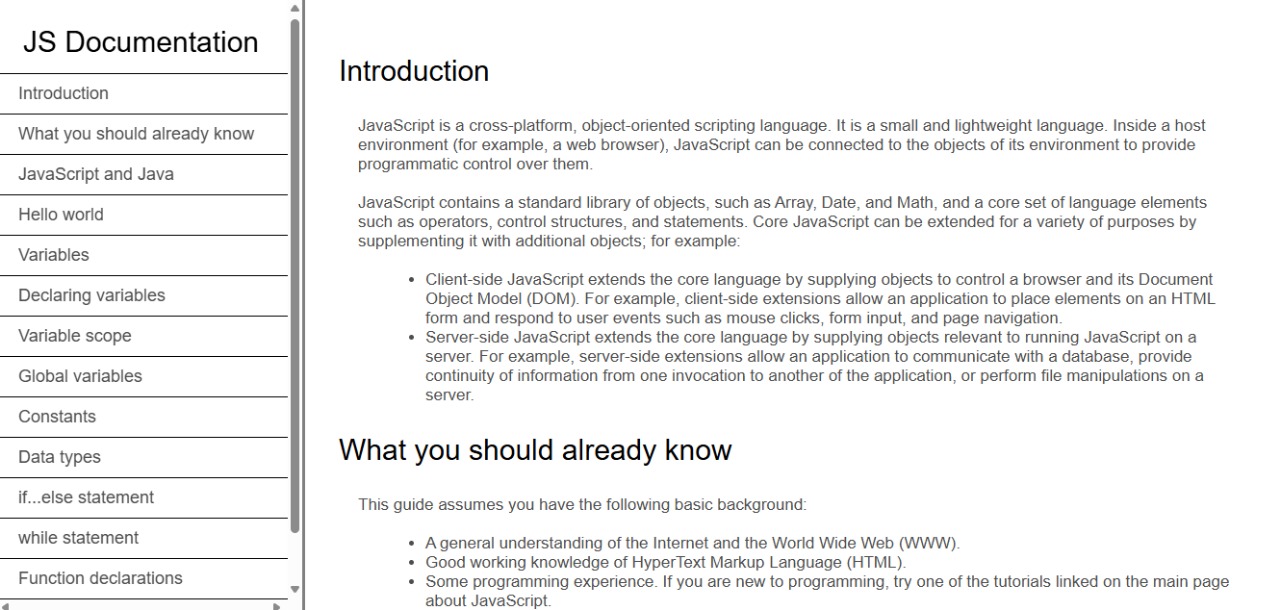 JS Documentation
Introduction
What you should already know
JavaScript and Java
Hello world
Variables
Declaring variables
Variable scope
Global variables
Constants
Data types
if...else statement
while statement
Function declarations
Introduction
JavaScript is a cross-platform, object-oriented scripting language. It is a small and lightweight language. Inside a host
environment (for example, a web browser), JavaScript can be connected to the objects of its environment to provide
programmatic control over them.
JavaScript contains a standard library of objects, such as Array, Date, and Math, and a core set of language elements
such as operators, control structures, and statements. Core JavaScript can be extended for a variety of purposes by
supplementing it with additional objects; for example:
• Client-side JavaScript extends the core language by supplying objects to control a browser and its Document
Object Model (DOM). For example, client-side extensions allow an application to place elements on an HTML
form and respond to user events such as mouse clicks, form input, and page navigation.
• Server-side JavaScript extends the core language by supplying objects relevant to running JavaScript on a
server. For example, server-side extensions allow an application to communicate with a database, provide
continuity of information from one invocation to another of the application, or perform file manipulations on a
server.
What you should already know
This guide assumes you have the following basic background:
• A general understanding of the Internet and the World Wide Web (WWW).
• Good working knowledge of HyperText Markup Language (HTML).
• Some programming experience. If you are new to programming, try one of the tutorials linked on the main page
about JavaScript.